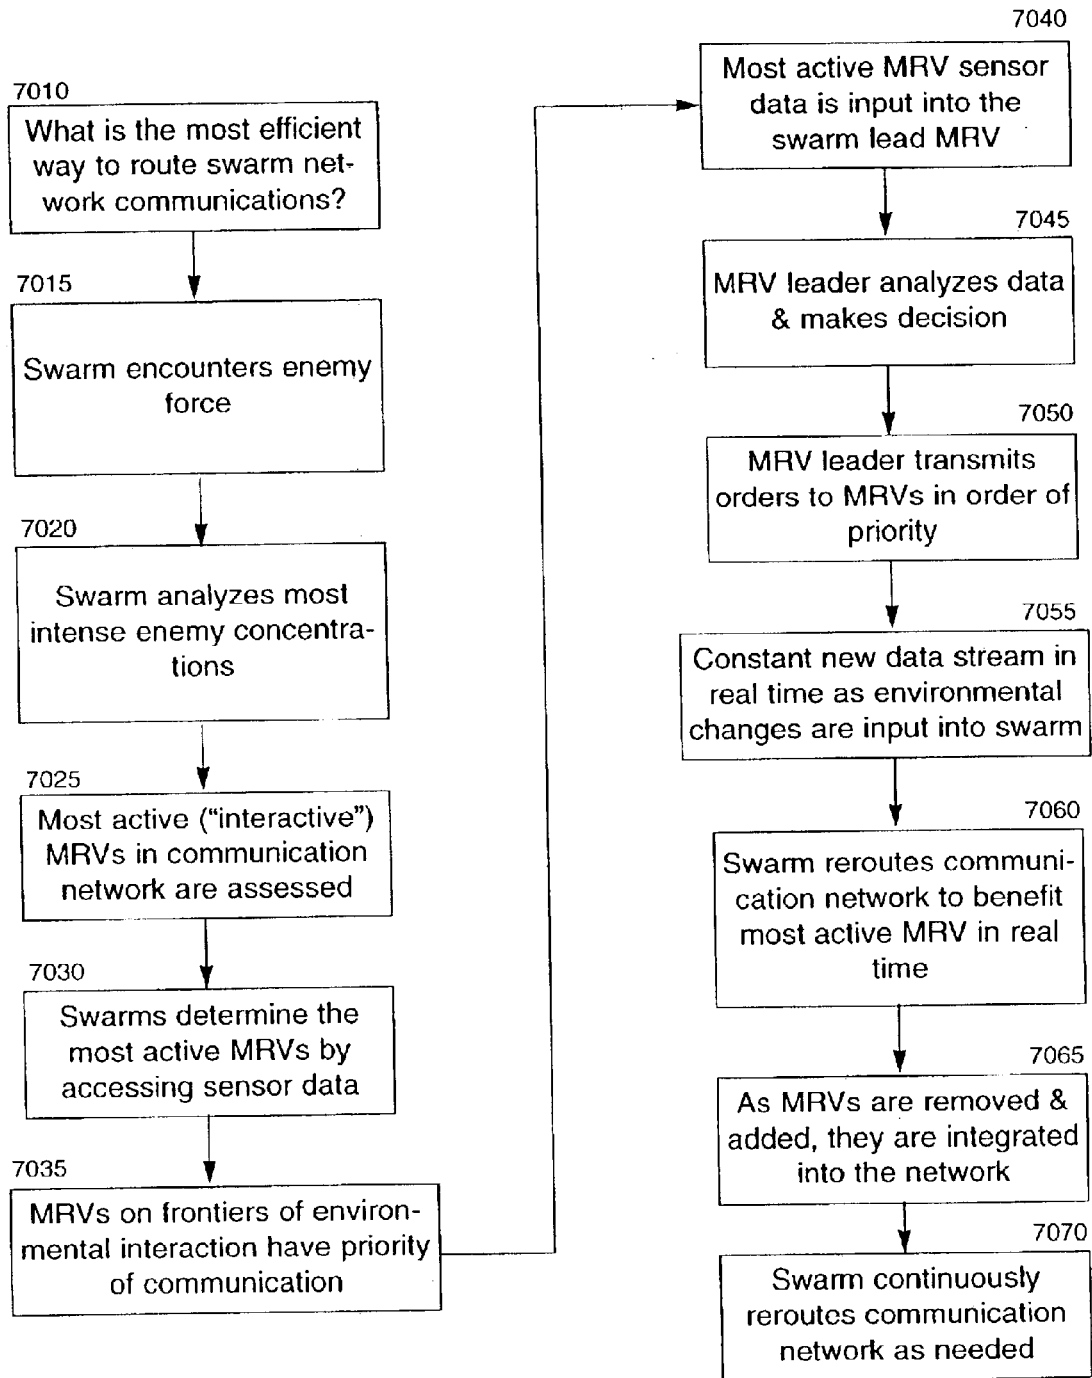 7010
What is the most efficient
way to route swarm net-
work communications?
7015
Swarm encounters enemy
force
7020
Swarm analyzes most
intense enemy concentra-
tions
7025
Most active (“interactive”)
MRVs in communication
network are assessed
7030
Swarms determine the
most active MRVs by
accessing sensor data
7035
MRVs on frontiers of environ-
mental interaction have priority
of communication
7040
Most active MRV sensor
data is input into the
swarm lead MRV
7045
MRV leader analyzes data
& makes decision
7050
MRV leader transmits
orders to MRVs in order of
priority
7055
Constant new data stream in
real time as environmental
changes are input into swarm
7060
Swarm reroutes communi-
cation network to benefit
most active MRV in real
time
7065
As MRVs are removed &
added, they are integrated
into the network
7070
Swarm continuously
reroutes communication
network as needed